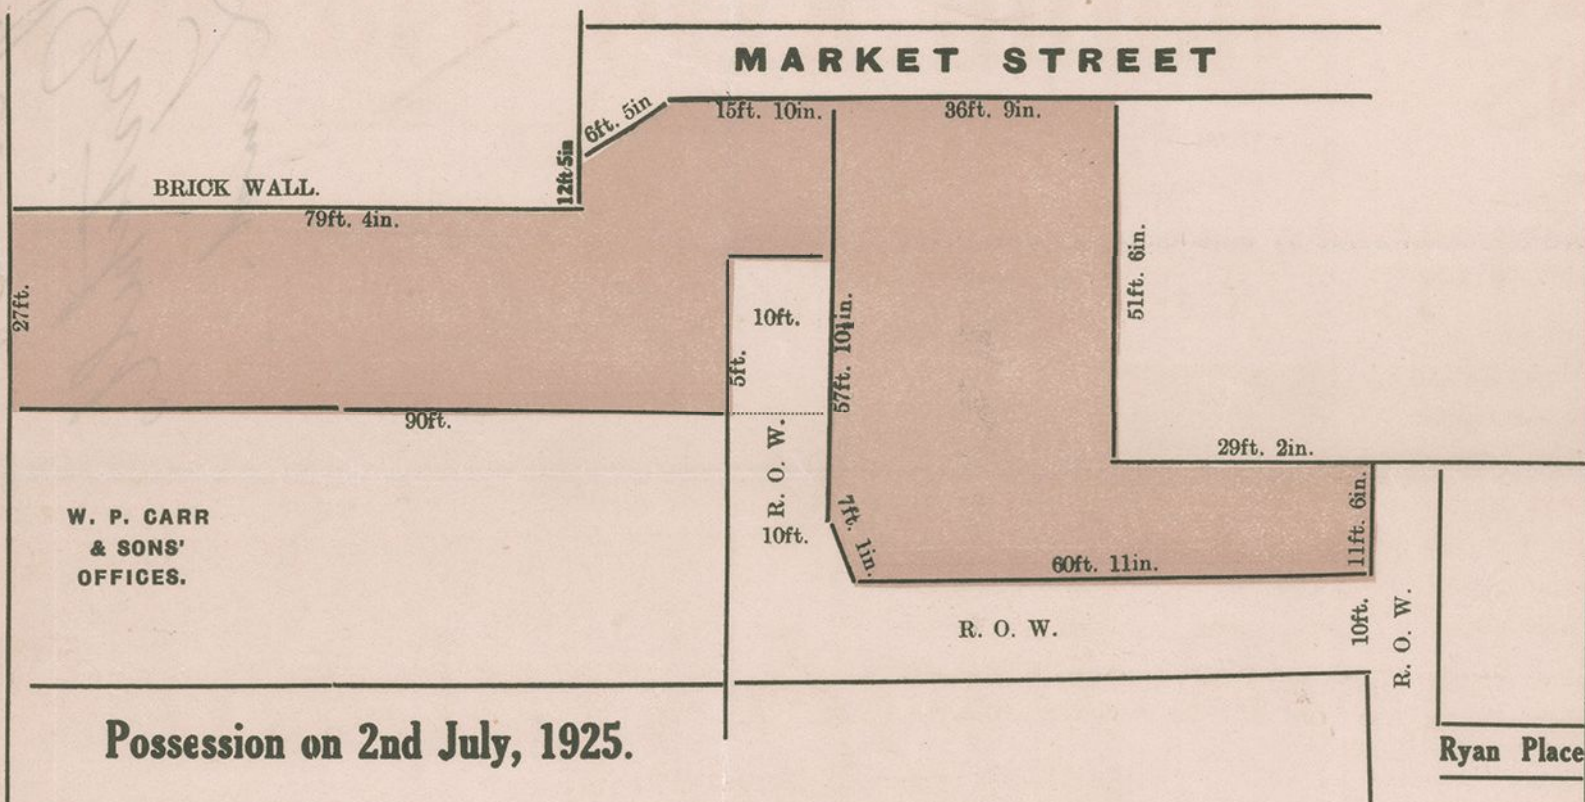 MARKET STREET
6ft. 5in
15ft. 10in.
36ft. 9in.
12ft 5in
BRICK WALL.
79ft. 4in.
27ft.
10ft.
5ft.
57ft. 10½in.
51ft. 6in.
90ft.
R. O. W.
10ft.
29ft. 2in.
11ft. 6in.
7ft. 1in.
60ft. 11in.
W. P. CARR
& SONS'
OFFICES.
R. O. W.
10ft.
R. O. W.
Possession on 2nd July, 1925.
Ryan Place